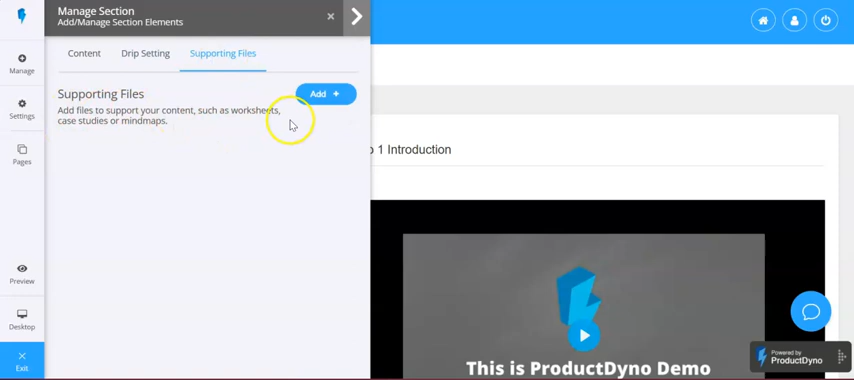 Manage Section
Add/Manage Section Elements
Content Drip Setting Supporting Files
Manage
Supporting Files
Add +
Add files to support your content, such as worksheets,
case studies or mindmaps.
Settings
1 Introduction
Pages
Preview
Desktop
Exit
This is ProductDyno Demo
Powered by
ProductDyno